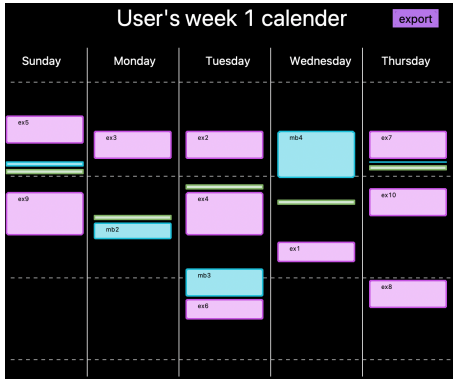 User's week 1 calender
export
Sunday Monday Tuesday Wednesday Thursday
ex5
ex3 ex2 mb4 ex7
ex9 ex4 ex10
mb2
ex1
mb3
ex8
ex6